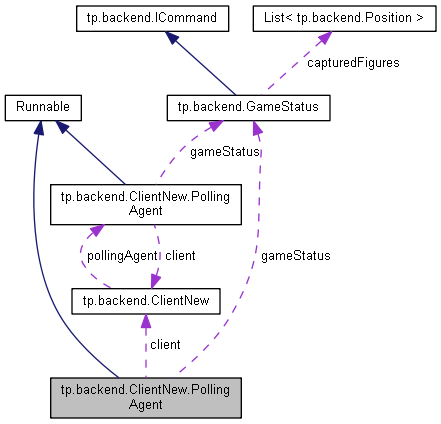 tp.backend.ICommand
List< tp.backend.Position >
capturedFigures
Runnable
tp.backend.GameStatus
gameStatus
tp.backend.ClientNew.Polling
Agent
pollingAgent
client
gameStatus
tp.backend.ClientNew
client
tp.backend.ClientNew.Polling
Agent